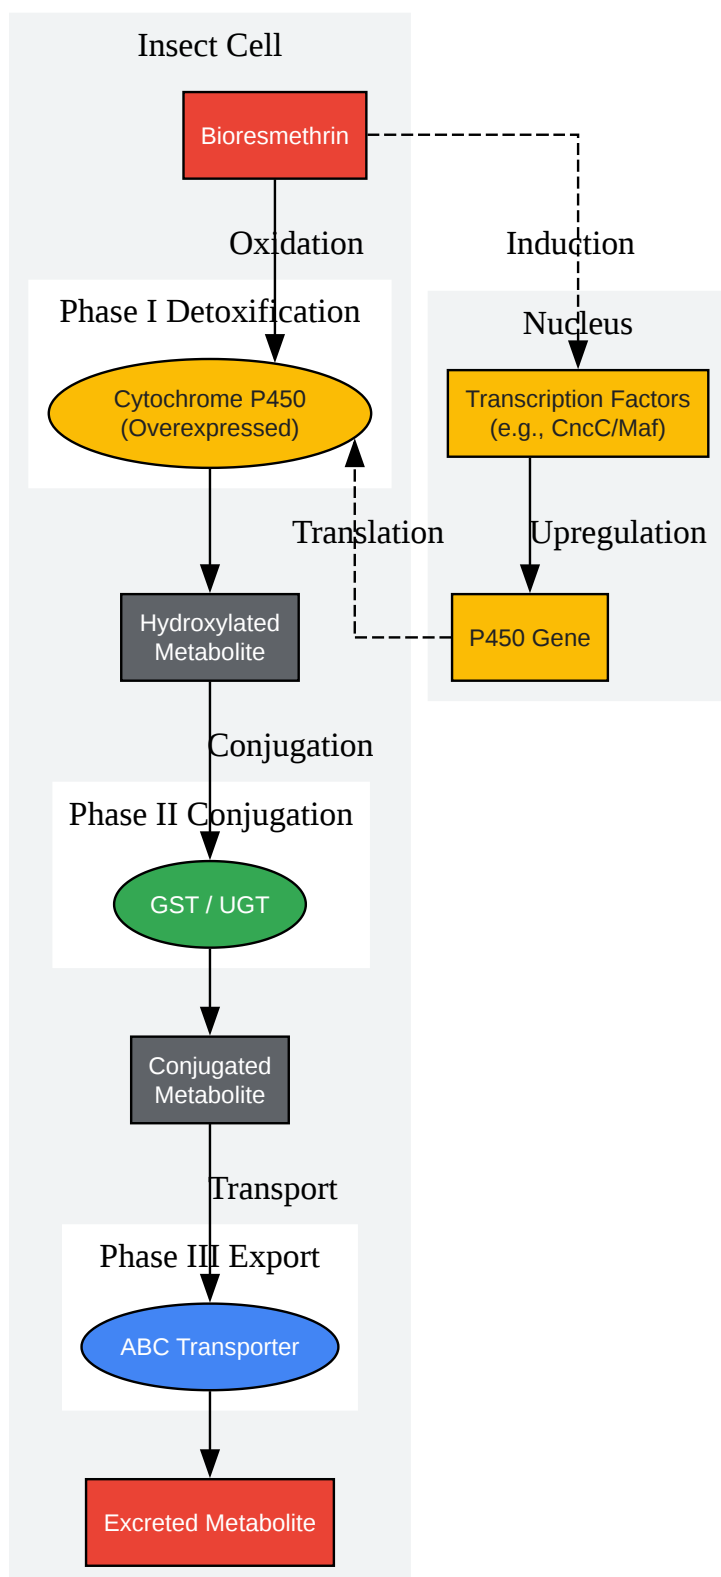 Insect Cell
Bioresmethrin
Oxidation
Induction
Phase I Detoxification
Nucleus
Cytochrome P450
(Overexpressed)
Transcription Factors
(e.g., CncC/Maf)
Translation
Upregulation
Hydroxylated
Metabolite
P450 Gene
Conjugation
Phase II Conjugation
GST / UGT
Conjugated
Metabolite
Transport
Phase III Export
ABC Transporter
Excreted Metabolite